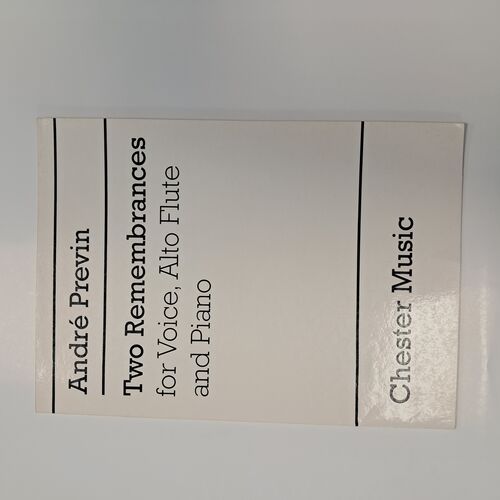 André Previn
Two Remembrances
for Voice, Alto Flute
and Piano
Chester Music